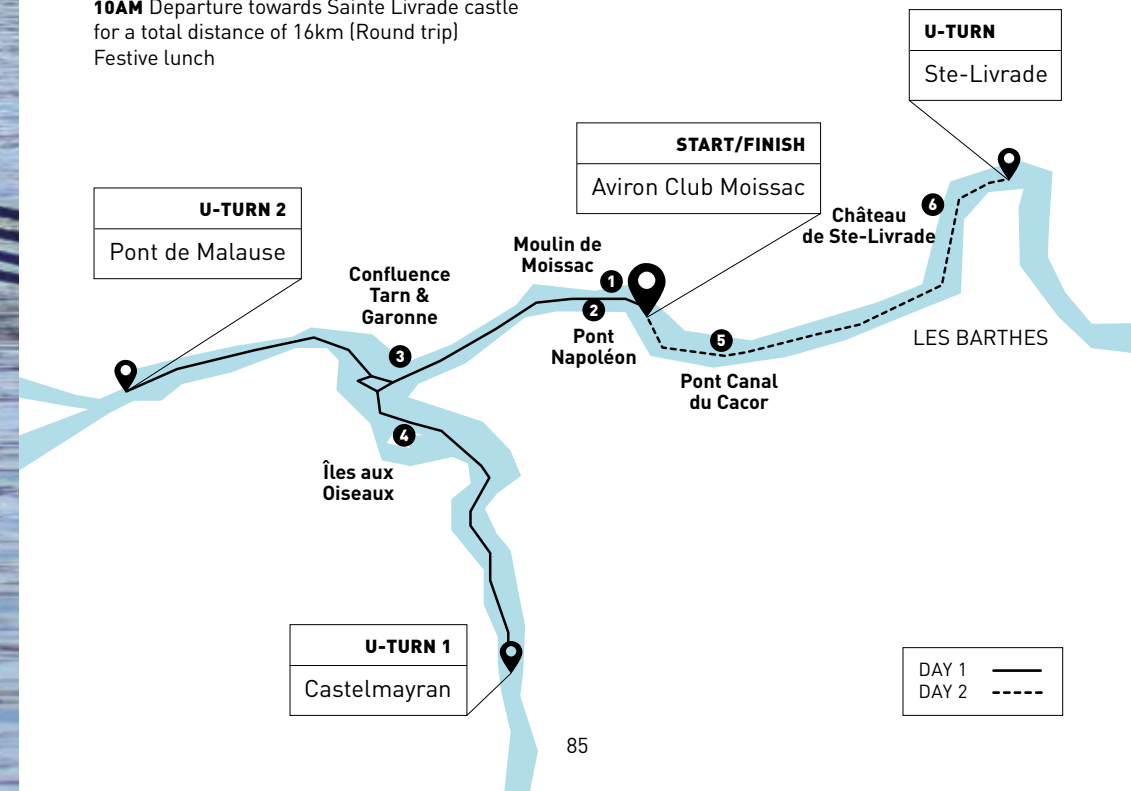 10AM Departure towards Sainte Livrade castle
for a total distance of 16km (Round trip)
Festive lunch
U-TURN
Ste-Livrade
START/FINISH
Aviron Club Moissac
U-TURN 2
Pont de Malause
6
Château
de Ste-Livrade
Moulin de
Moissac
1
Confluence
Tarn &
Garonne
2
Pont
Napoléon
3
5
LES BARTHES
Pont Canal
du Cacor
4
Îles aux
Oiseaux
U-TURN 1
Castelmayran
DAY 1
DAY 2
85